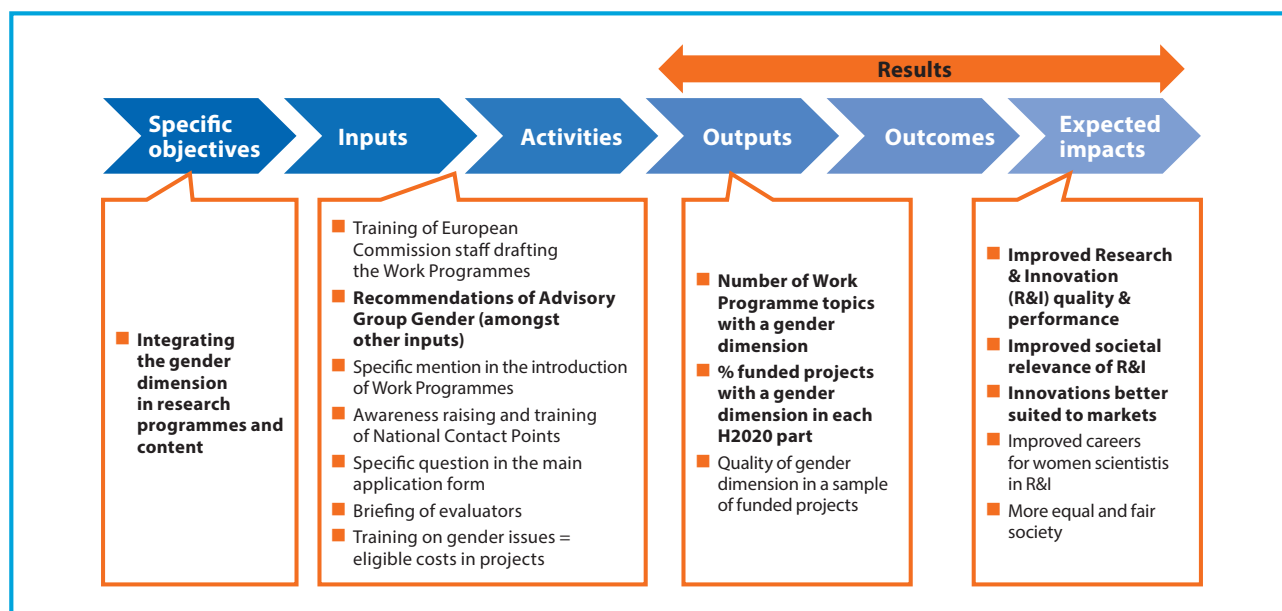 Results
Specific
objectives
Inputs
Activities
Outputs
Outcomes
Expected
impacts
■ Integrating
the gender
dimension
in research
programmes and
content
■ Training of European
Commission staff drafting
the Work Programmes
■ Recommendations of Advisory
Group Gender (amongst
other inputs)
■ Specific mention in the introduction
of Work Programmes
■ Awareness raising and training
of National Contact Points
■ Specific question in the main
application form
■ Briefing of evaluators
■ Training on gender issues =
eligible costs in projects
■ Number of Work
Programme topics
with a gender
dimension
■ % funded projects
with a gender
dimension in each
H2020 part
■ Quality of gender
dimension in a sample
of funded projects
■ Improved Research
& Innovation
(R&I) quality &
performance
■ Improved societal
relevance of R&I
■ Innovations better
suited to markets
■ Improved careers
for women scientistis
in R&I
■ More equal and fair
society